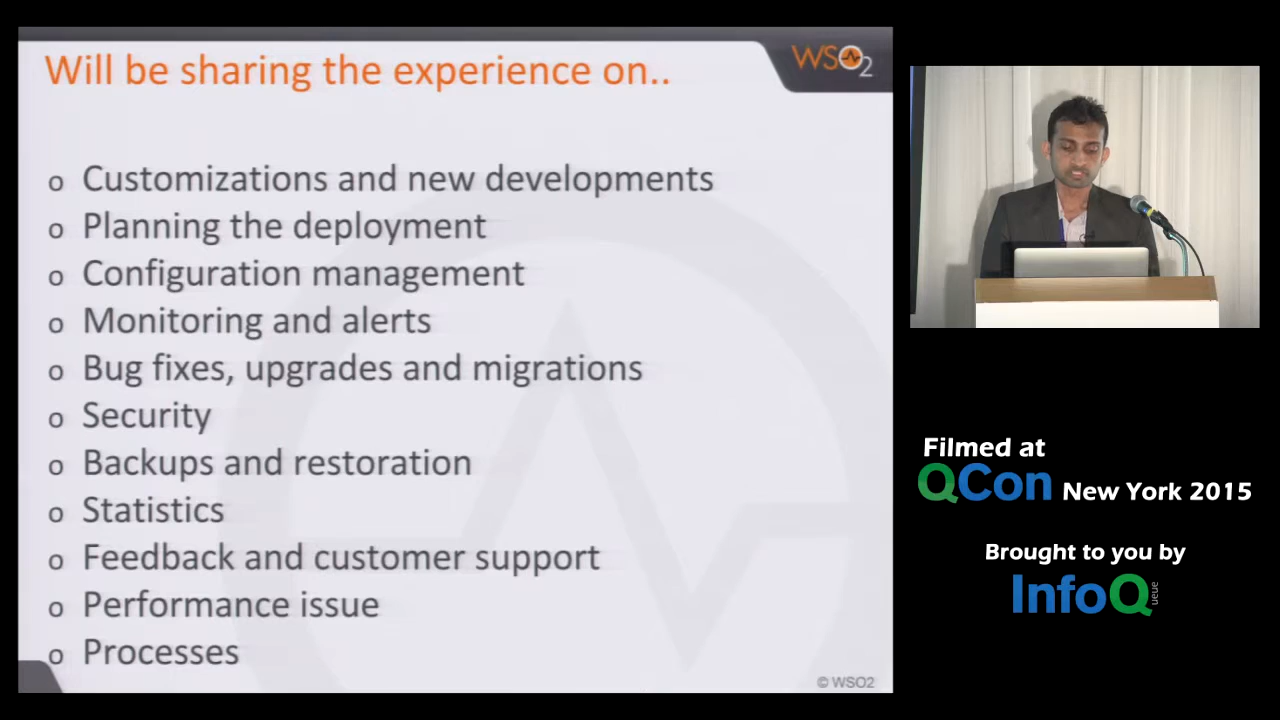 Will be sharing the experience on..
WSO2
o Customizations and new developments
o Planning the deployment
o Configuration management
o Monitoring and alerts
o Bug fixes, upgrades and migrations
o Security
o Backups and restoration
o Statistics
o Feedback and customer support
o Performance issue
o Processes
© WSO2
Filmed at
QCon New York 2015
Brought to you by
InfoQ
ueue